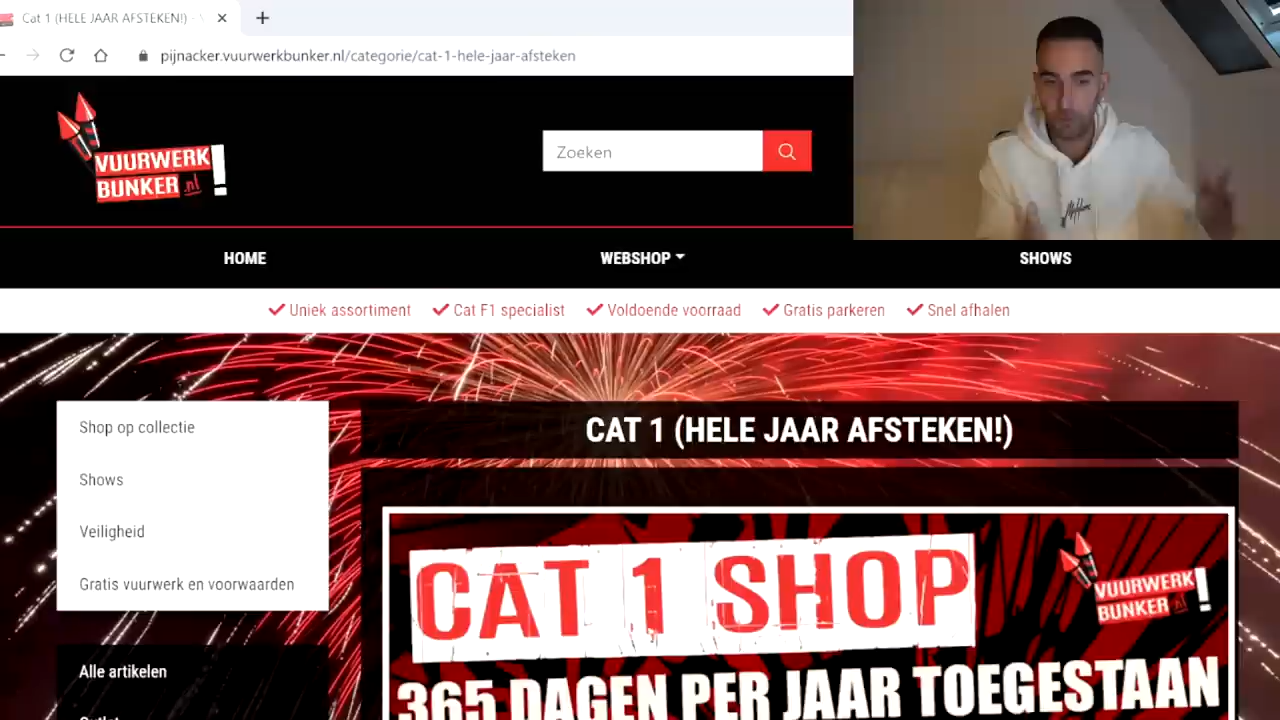 Cat 1 (HELE JAAR AFSTEKEN!) -
pijnacker.vuurwerkbunker.nl/categorie/cat-1-hele-jaar-afsteken
VUURWERK
BUNKER.nl!
Zoeken
HOME
WEBSHOP
SHOWS
Uniek assortiment
Cat F1 specialist
Voldoende voorraad
Gratis parkeren
Snel afhalen
Shop op collectie
Shows
Veiligheid
Gratis vuurwerk en voorwaarden
Alle artikelen
Outlet
CAT 1 (HELE JAAR AFSTEKEN!)
CAT 1 SHOP
VUURWERK
BUNKER.nl!
365 DAGEN PER JAAR TOEGESTAAN